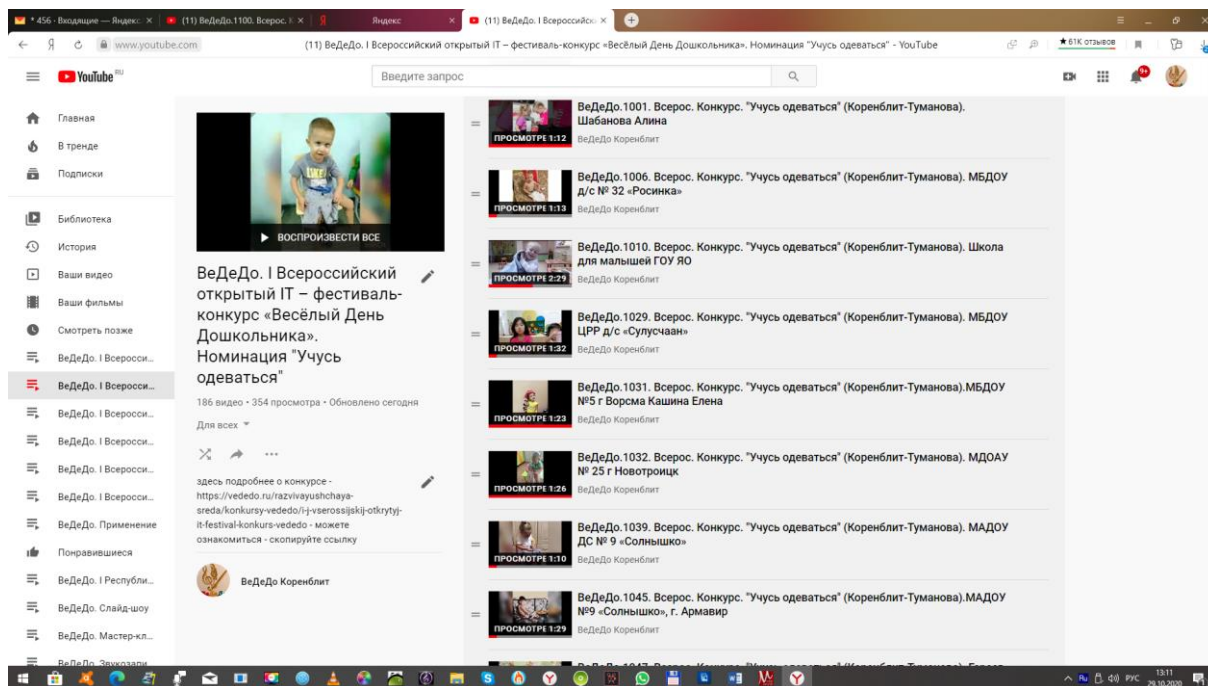 * 456 · Входящие — Яндекс.
(11) ВеДеДо.1100. Всерос. К
Яндекс
(11) ВеДеДо. I Всероссийско
www.youtube.com
(11) ВеДеДо. I Всероссийский открытый IT – фестиваль-конкурс «Весёлый День Дошкольника». Номинация "Учусь одеваться" - YouTube
★ 61K отзывов
YouTube RU
Введите запрос
9+
Главная
В тренде
Подписки
Библиотека
История
Ваши видео
Ваши фильмы
Смотреть позже
ВеДеДо. I Всеросси...
ВеДеДо. I Всеросси...
ВеДеДо. I Всеросси...
ВеДеДо. I Всеросси...
ВеДеДо. I Всеросси...
ВеДеДо. I Всеросси...
ВеДеДо. Применение
Понравившиеся
ВеДеДо. I Республи...
ВеДеДо. Слайд-шоу
ВеДеДо. Мастер-кл...
ВеДеДо. Звукозапи...
ВОСПРОИЗВЕСТИ ВСЕ
ВеДеДо. I Всероссийский
открытый IT – фестиваль-
конкурс «Весёлый День
Дошкольника».
Номинация "Учусь
одеваться"
186 видео • 354 просмотра • Обновлено сегодня
Для всех
здесь подробнее о конкурсе -
https://vededo.ru/razvivayushchaya-
sreda/konkursy-vededo/i-j-vserossijskij-otkrytyj-
it-festival-konkurs-vededo - можете
ознакомиться - скопируйте ссылку
ВеДеДо Коренблит
ВеДеДо.1001. Всерос. Конкурс. "Учусь одеваться" (Коренблит-Туманова).
Шабанова Алина
ПРОСМОТРЕ 1:12
ВеДеДо Коренблит
ВеДеДо.1006. Всерос. Конкурс. "Учусь одеваться" (Коренблит-Туманова). МБДОУ
д/с № 32 «Росинка»
ПРОСМОТРЕ 1:13
ВеДеДо Коренблит
ВеДеДо.1010. Всерос. Конкурс. "Учусь одеваться" (Коренблит-Туманова). Школа
для малышей ГОУ ЯО
ПРОСМОТРЕ 2:29
ВеДеДо Коренблит
ВеДеДо.1029. Всерос. Конкурс. "Учусь одеваться" (Коренблит-Туманова). МБДОУ
ЦРР д/с «Сулусчаан»
ПРОСМОТРЕ 1:32
ВеДеДо Коренблит
ВеДеДо.1031. Всерос. Конкурс. "Учусь одеваться" (Коренблит-Туманова).МБДОУ
№5 г Ворсма Кашина Елена
ПРОСМОТРЕ 1:23
ВеДеДо Коренблит
ВеДеДо.1032. Всерос. Конкурс. "Учусь одеваться" (Коренблит-Туманова). МДОАУ
№ 25 г Новотроицк
ПРОСМОТРЕ 1:26
ВеДеДо Коренблит
ВеДеДо.1039. Всерос. Конкурс. "Учусь одеваться" (Коренблит-Туманова). МАДОУ
ДС № 9 «Солнышко»
ПРОСМОТРЕ 1:10
ВеДеДо Коренблит
ВеДеДо.1045. Всерос. Конкурс. "Учусь одеваться" (Коренблит-Туманова).МАДОУ
№9 «Солнышко», г. Армавир
ПРОСМОТРЕ 1:29
ВеДеДо Коренблит
Ru
РУС
13:11
29.10.2020